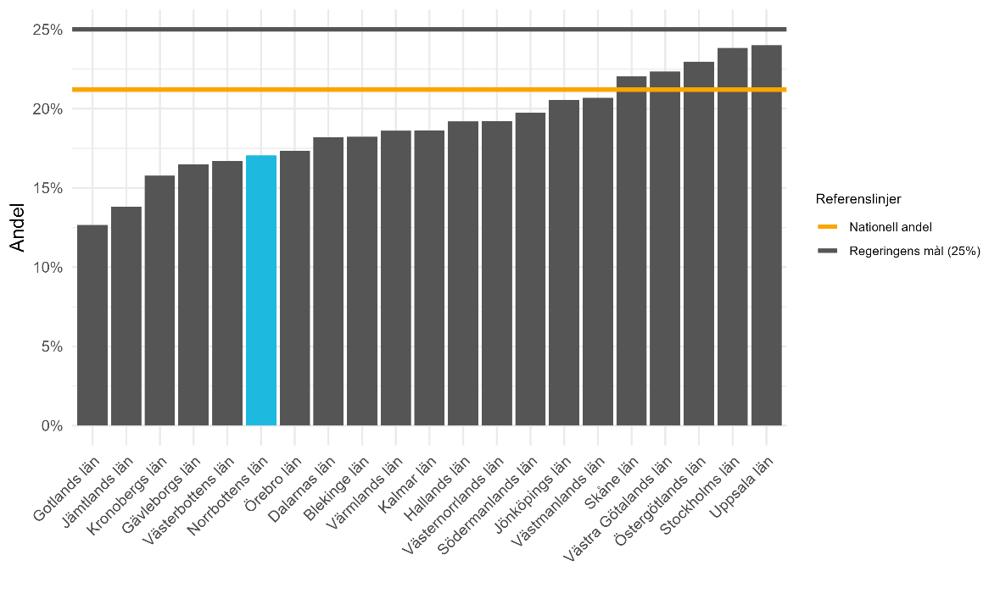 25%
20%
15%
10%
5%
0%
Andel
Gotlands län
Jämtlands län
Kronobergs län
Gävleborgs län
Västerbottens län
Norrbottens län
Örebro län
Dalarnas län
Blekinge län
Värmlands län
Kalmar län
Hallands län
Västernorrlands län
Södermanlands län
Jönköpings län
Västmanlands län
Skåne län
Västra Götalands län
Östergötlands län
Stockholms län
Uppsala län
Referenslinjer
Nationell andel
Regeringens mål (25%)